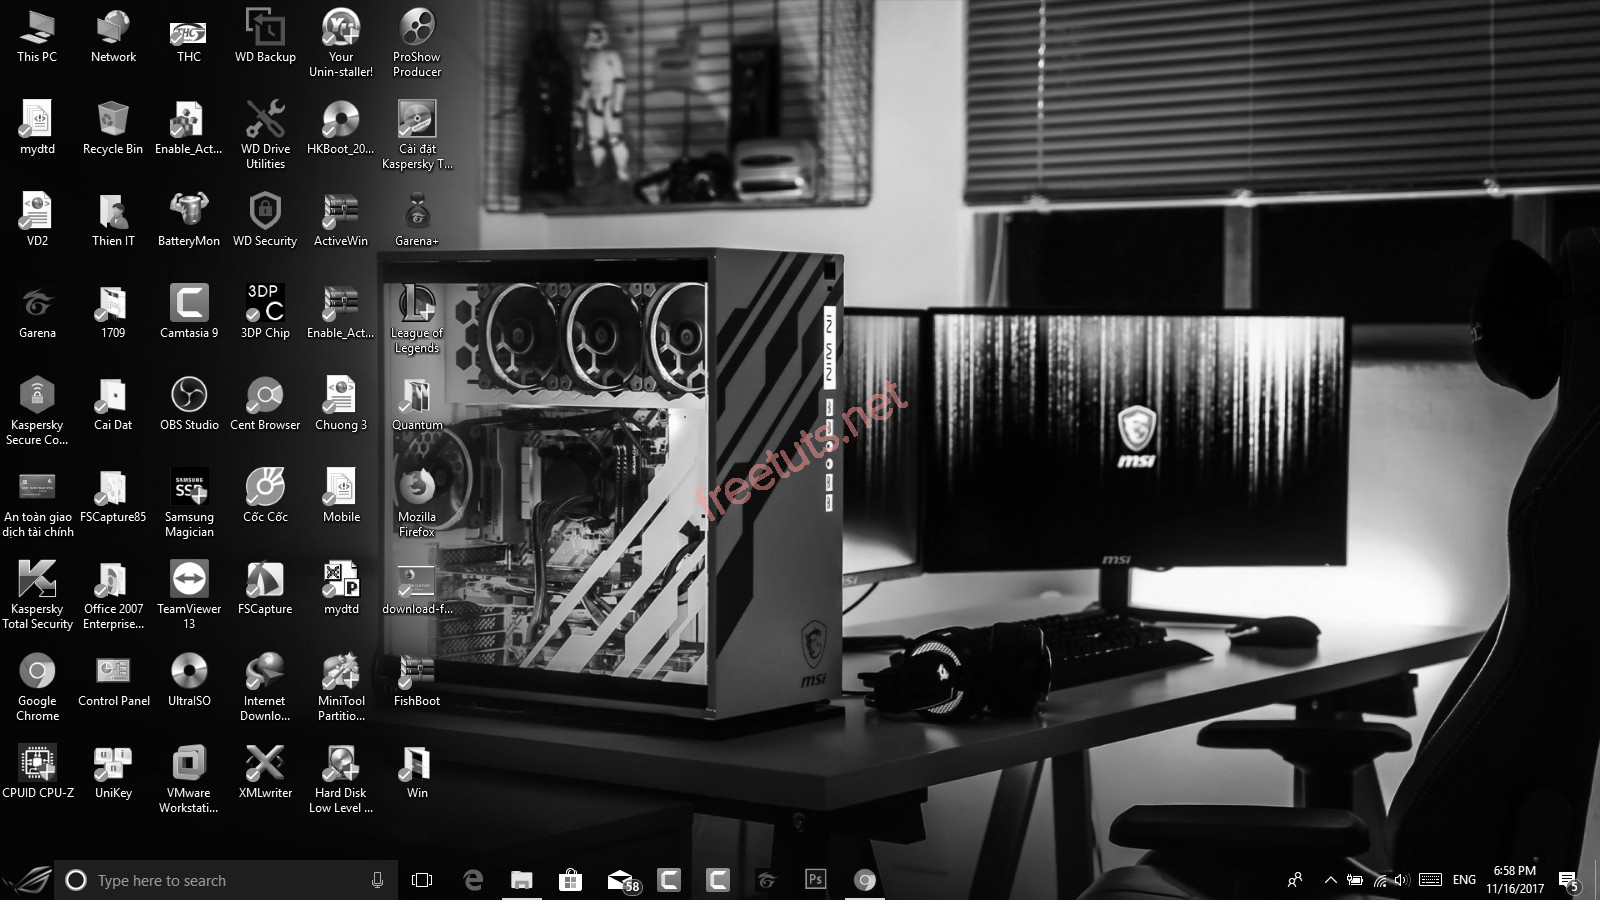 This PC
Network
THC
WD Backup
Your
Unin-staller!
ProShow
Producer
mydtd
Recycle Bin
Enable_Act...
WD Drive
Utilities
HKBoot_20...
Cài đặt
Kaspersky T...
VD2
Thien IT
BatteryMon
WD Security
ActiveWin
Garena+
Garena
1709
Camtasia 9
3DP
C
3DP Chip
Enable_Act...
League of
Legends
Kaspersky
Secure Co...
Cai Dat
OBS Studio
Cent Browser
Chuong 3
Quantum
An toàn giao
dịch tài chính
FSCapture85
SAMSUNG
SSD
Samsung
Magician
Cốc Cốc
Mobile
Mozilla
Firefox
Kaspersky
Total Security
Office 2007
Enterprise...
TeamViewer
13
FSCapture
mydtd
download-f...
Google
Chrome
Control Panel
UltraISO
Internet
Downlo...
MiniTool
Partitio...
FishBoot
CPUID CPU-Z
UniKey
VMware
Workstati...
XMLwriter
Hard Disk
Low Level ...
Win
freetuts.net
msi
msi
msi
Type here to search
58
Ps
ENG
6:58 PM
11/16/2017
5